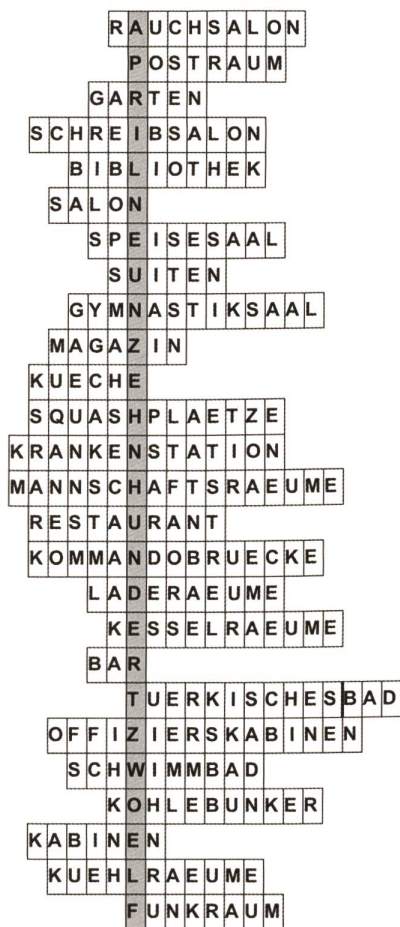 RAUCHSALON
POSTRAUM
GARTEN
SCHREIBSALON
BIBLIOTHEK
SALON
SPEISESAAL
SUITEN
GYMNASTIKSAAL
MAGAZIN
KUECHE
SQUASHPLAETZE
KRANKENSTATION
MANNSCHAFTSRAEUME
RESTAURANT
KOMMANDOBRUECKE
LADERAEUME
KESSELRAEUME
BAR
TUERKISCHESBAD
OFFIZIERSKABINEN
SCHWIMMBAD
KOHLEBUNKER
KABINEN
KUEHLRAEUME
FUNKRAUM